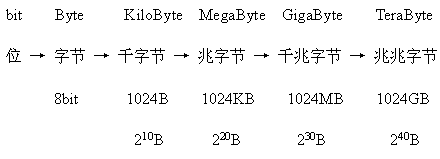 bit Byte KiloByte MegaByte GigaByte TeraByte
位 → 字节 → 千字节 → 兆字节 → 千兆字节 → 兆兆字节
8bit 1024B 1024KB 1024MB 1024GB
2¹⁰B 2²⁰B 2³⁰B 2⁴⁰B